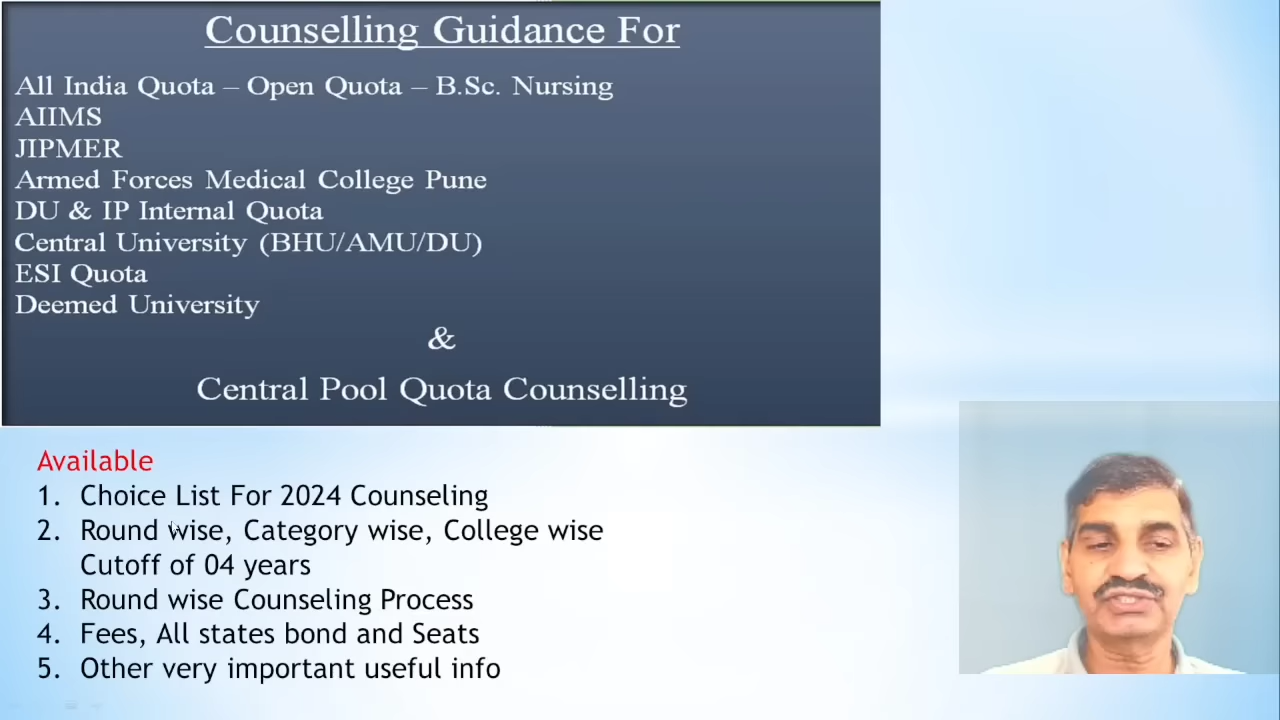 Counselling Guidance For
All India Quota – Open Quota – B.Sc. Nursing
AIIMS
JIPMER
Armed Forces Medical College Pune
DU & IP Internal Quota
Central University (BHU/AMU/DU)
ESI Quota
Deemed University
&
Central Pool Quota Counselling
Available
1. Choice List For 2024 Counseling
2. Round wise, Category wise, College wise
Cutoff of 04 years
3. Round wise Counseling Process
4. Fees, All states bond and Seats
5. Other very important useful info